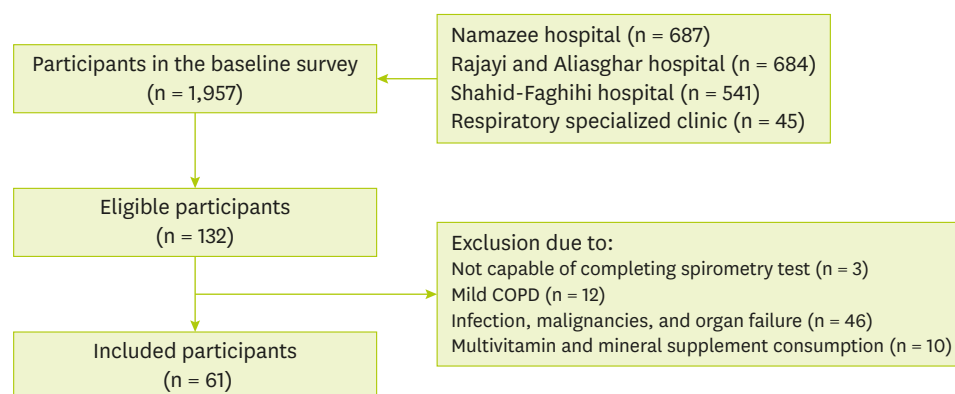 Participants in the baseline survey
(n = 1,957)
Namazee hospital (n = 687)
Rajayi and Aliasghar hospital (n = 684)
Shahid-Faghihi hospital (n = 541)
Respiratory specialized clinic (n = 45)
Eligible participants
(n = 132)
Exclusion due to:
Not capable of completing spirometry test (n = 3)
Mild COPD (n = 12)
Infection, malignancies, and organ failure (n = 46)
Multivitamin and mineral supplement consumption (n = 10)
Included participants
(n = 61)